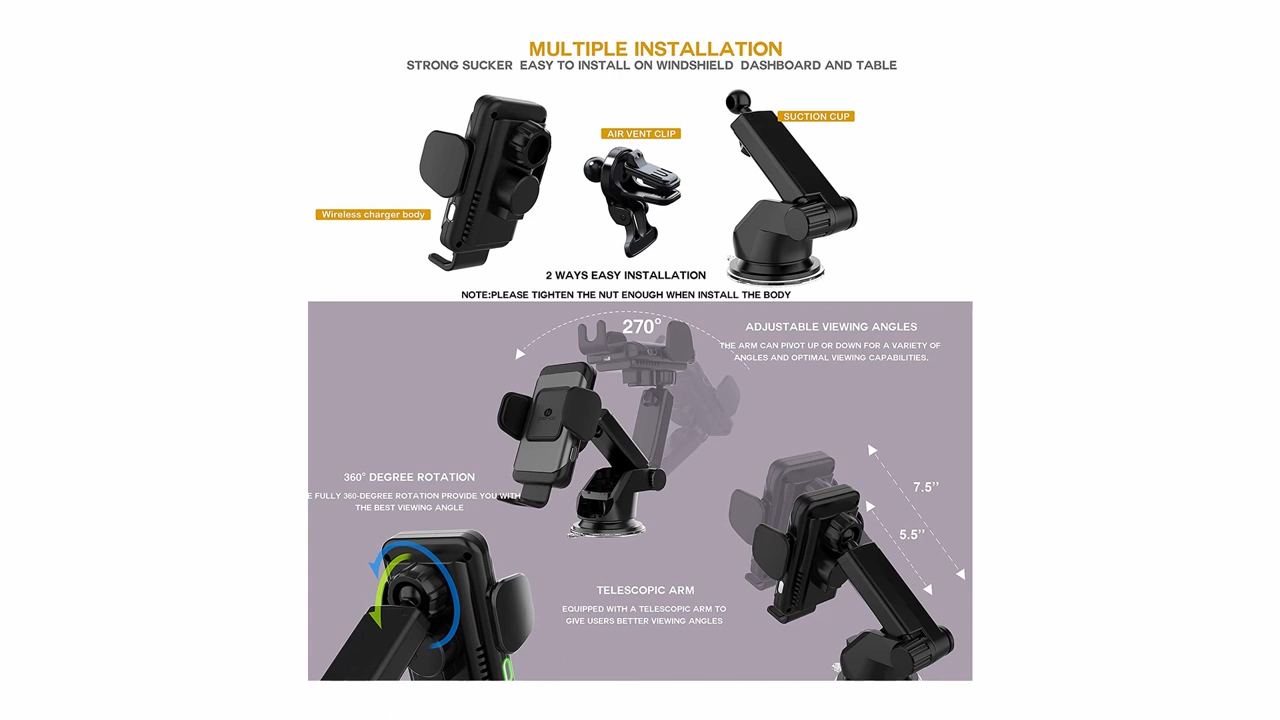 MULTIPLE INSTALLATION
STRONG SUCKER EASY TO INSTALL ON WINDSHIELD DASHBOARD AND TABLE
SUCTION CUP
AIR VENT CLIP
Wireless charger body
2 WAYS EASY INSTALLATION
NOTE:PLEASE TIGHTEN THE NUT ENOUGH WHEN INSTALL THE BODY
270°
ADJUSTABLE VIEWING ANGLES
THE ARM CAN PIVOT UP OR DOWN FOR A VARIETY OF
ANGLES AND OPTIMAL VIEWING CAPABILITIES.
360° DEGREE ROTATION
E FULLY 360-DEGREE ROTATION PROVIDE YOU WITH
THE BEST VIEWING ANGLE
7.5’’
5.5’’
TELESCOPIC ARM
EQUIPPED WITH A TELESCOPIC ARM TO
GIVE USERS BETTER VIEWING ANGLES